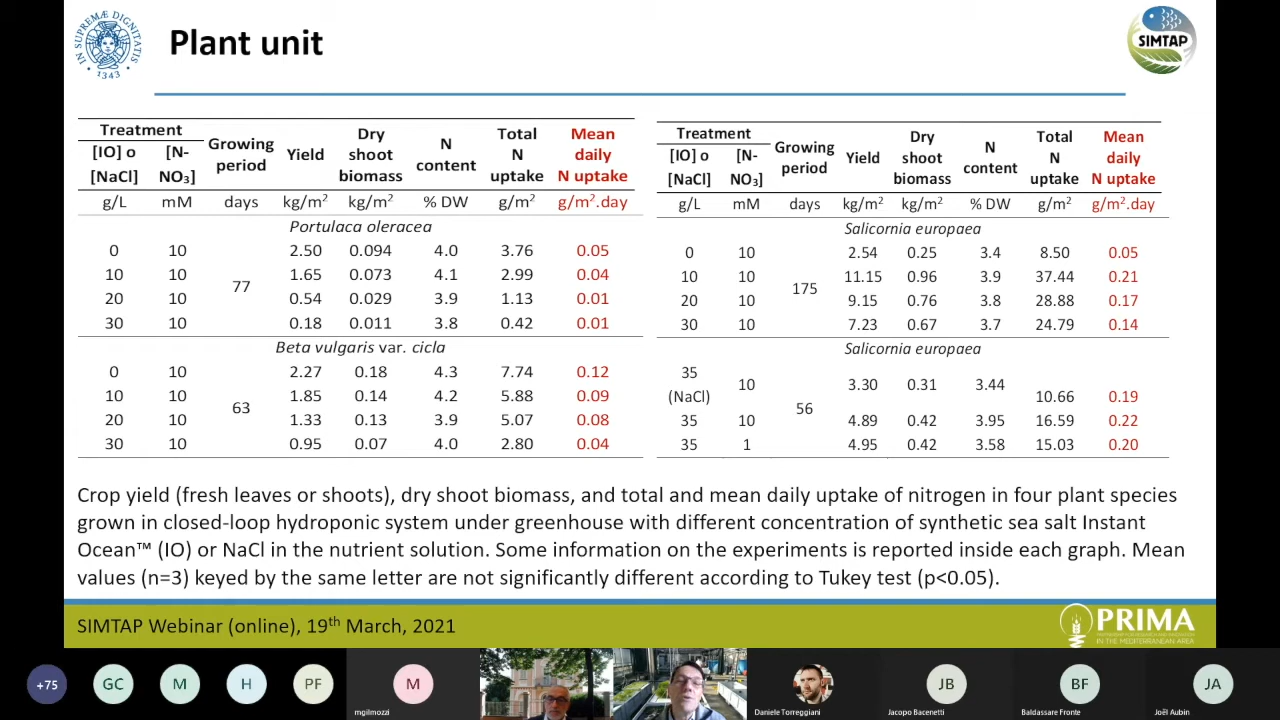 IN SUPREMÆ DIGNITATIS
· 1343 ·
Plant unit
SIMTAP
Treatment Growing period Yield Dry shoot biomass N content Total N uptake Mean daily N uptake
[IO] o [NaCl] [N-NO₃]
g/L mM days kg/m² kg/m² % DW g/m² g/m².day
Portulaca oleracea
0 10 77 2.50 0.094 4.0 3.76 0.05
10 10 1.65 0.073 4.1 2.99 0.04
20 10 0.54 0.029 3.9 1.13 0.01
30 10 0.18 0.011 3.8 0.42 0.01
Beta vulgaris var. cicla
0 10 63 2.27 0.18 4.3 7.74 0.12
10 10 1.85 0.14 4.2 5.88 0.09
20 10 1.33 0.13 3.9 5.07 0.08
30 10 0.95 0.07 4.0 2.80 0.04
Treatment Growing period Yield Dry shoot biomass N content Total N uptake Mean daily N uptake
[IO] o [NaCl] [N-NO₃]
g/L mM days kg/m² kg/m² % DW g/m² g/m².day
Salicornia europaea
0 10 175 2.54 0.25 3.4 8.50 0.05
10 10 11.15 0.96 3.9 37.44 0.21
20 10 9.15 0.76 3.8 28.88 0.17
30 10 7.23 0.67 3.7 24.79 0.14
Salicornia europaea
35 (NaCl) 10 56 3.30 0.31 3.44 10.66 0.19
35 10 4.89 0.42 3.95 16.59 0.22
35 1 4.95 0.42 3.58 15.03 0.20
Crop yield (fresh leaves or shoots), dry shoot biomass, and total and mean daily uptake of nitrogen in four plant species
grown in closed-loop hydroponic system under greenhouse with different concentration of synthetic sea salt Instant
Ocean™ (IO) or NaCl in the nutrient solution. Some information on the experiments is reported inside each graph. Mean
values (n=3) keyed by the same letter are not significantly different according to Tukey test (p<0.05).
SIMTAP Webinar (online), 19th March, 2021
PRIMA
PARTNERSHIP FOR RESEARCH AND INNOVATION
IN THE MEDITERRANEAN AREA
+75 GC M H PF M JB BF JA
mgilmozzi Daniele Torreggiani Jacopo Bacenetti Baldassare Fronte Joël Aubin